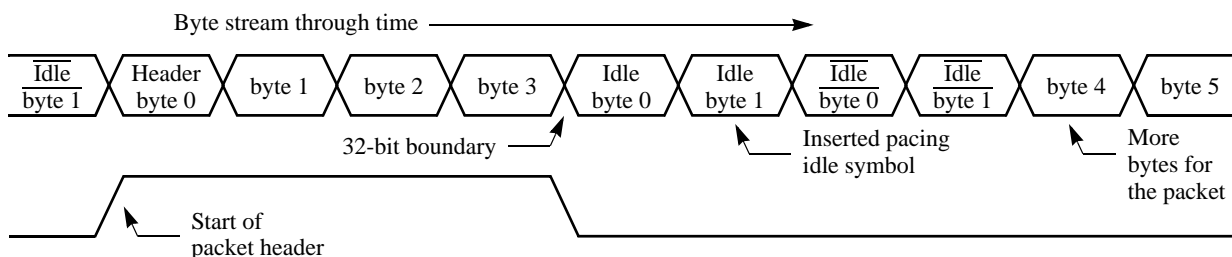 Byte stream through time
Idle byte 1
Header byte 0
byte 1
byte 2
byte 3
Idle byte 0
Idle byte 1
Idle byte 0
Idle byte 1
byte 4
byte 5
32-bit boundary
Inserted pacing
idle symbol
More
bytes for
the packet
Start of
packet header